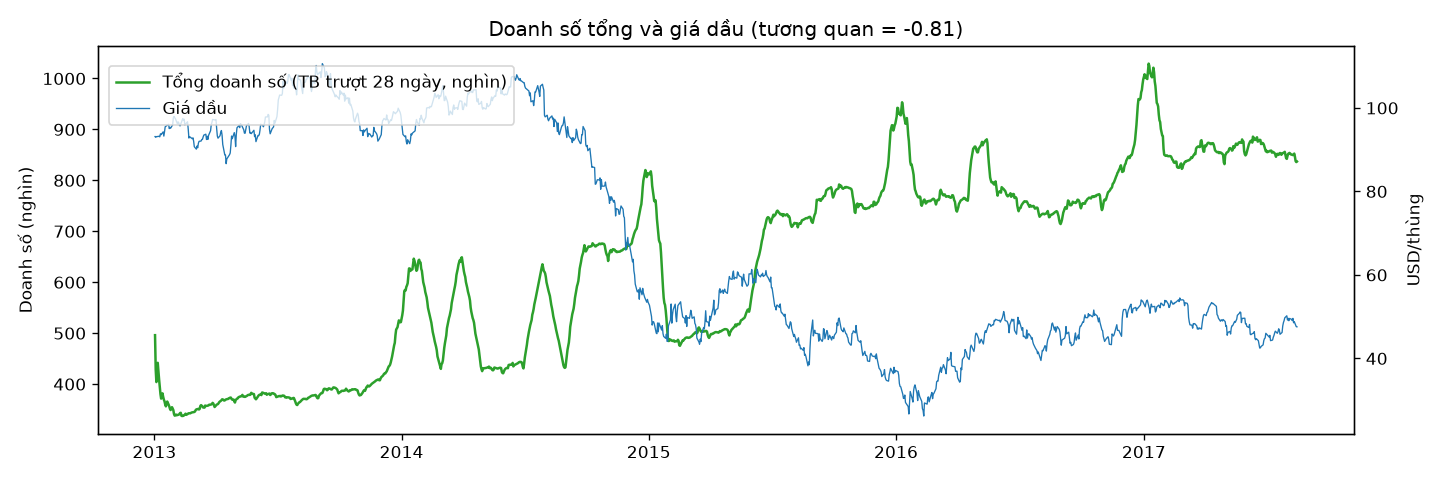 Doanh số tổng và giá dầu (tương quan = -0.81)
Tổng doanh số (TB trượt 28 ngày, nghìn)
Giá dầu
Doanh số (nghìn)
1000
900
800
700
600
500
400
100
80
60
40
USD/thùng
2013 2014 2015 2016 2017